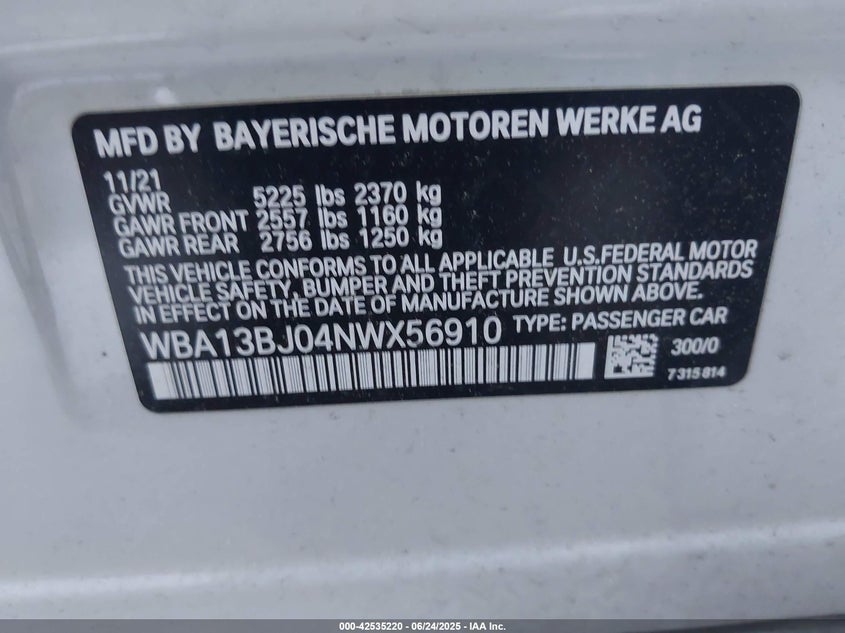 MFD BY BAYERISCHE MOTOREN WERKE AG
11/21
GVWR 5225 lbs 2370 kg
GAWR FRONT 2557 lbs 1160 kg
GAWR REAR 2756 lbs 1250 kg
THIS VEHICLE CONFORMS TO ALL APPLICABLE U.S.FEDERAL MOTOR
VEHICLE SAFETY, BUMPER AND THEFT PREVENTION STANDARDS
IN EFFECT ON THE DATE OF MANUFACTURE SHOWN ABOVE.
WBA13BJ04NWX56910 TYPE: PASSENGER CAR
300/0
7315814
000-42535220 - 06/24/2025 - IAA Inc.